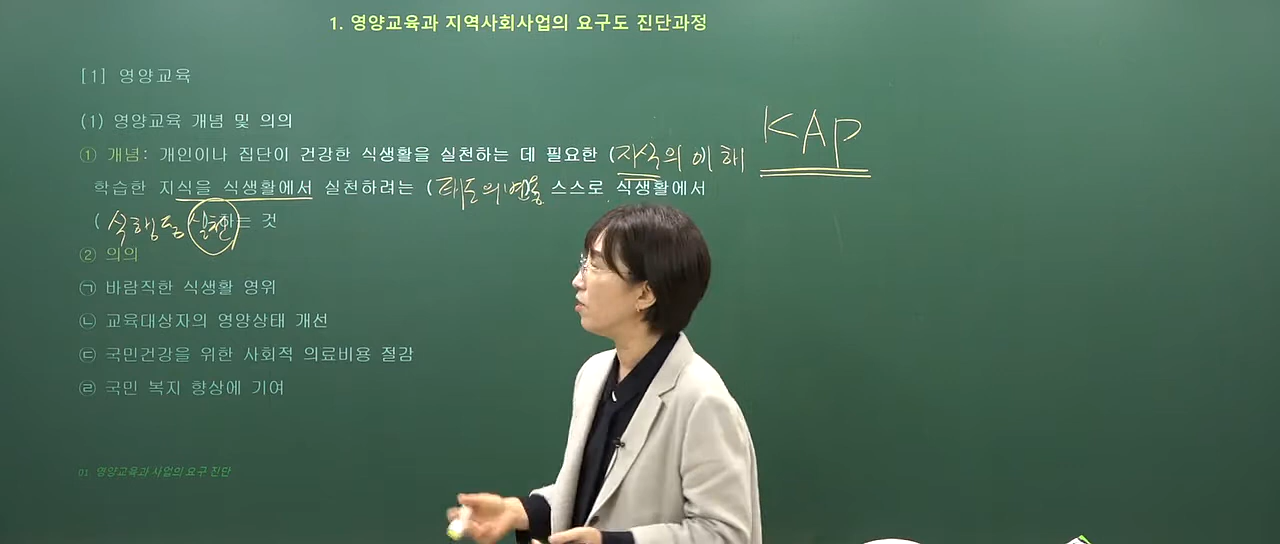 1. 영양교육과 지역사회사업의 요구도 진단과정
[1] 영양교육
(1) 영양교육 개념 및 의의
① 개념: 개인이나 집단이 건강한 식생활을 실천하는 데 필요한 (지식의 이해
KAP
학습한 지식을 식생활에서 실천하려는 (태도의 변용 스스로 식생활에서
( 식행동 실천하는 것
② 의의
㉠ 바람직한 식생활 영위
㉡ 교육대상자의 영양상태 개선
㉢ 국민건강을 위한 사회적 의료비용 절감
㉣ 국민 복지 향상에 기여
01. 영양교육과 사업의 요구 진단